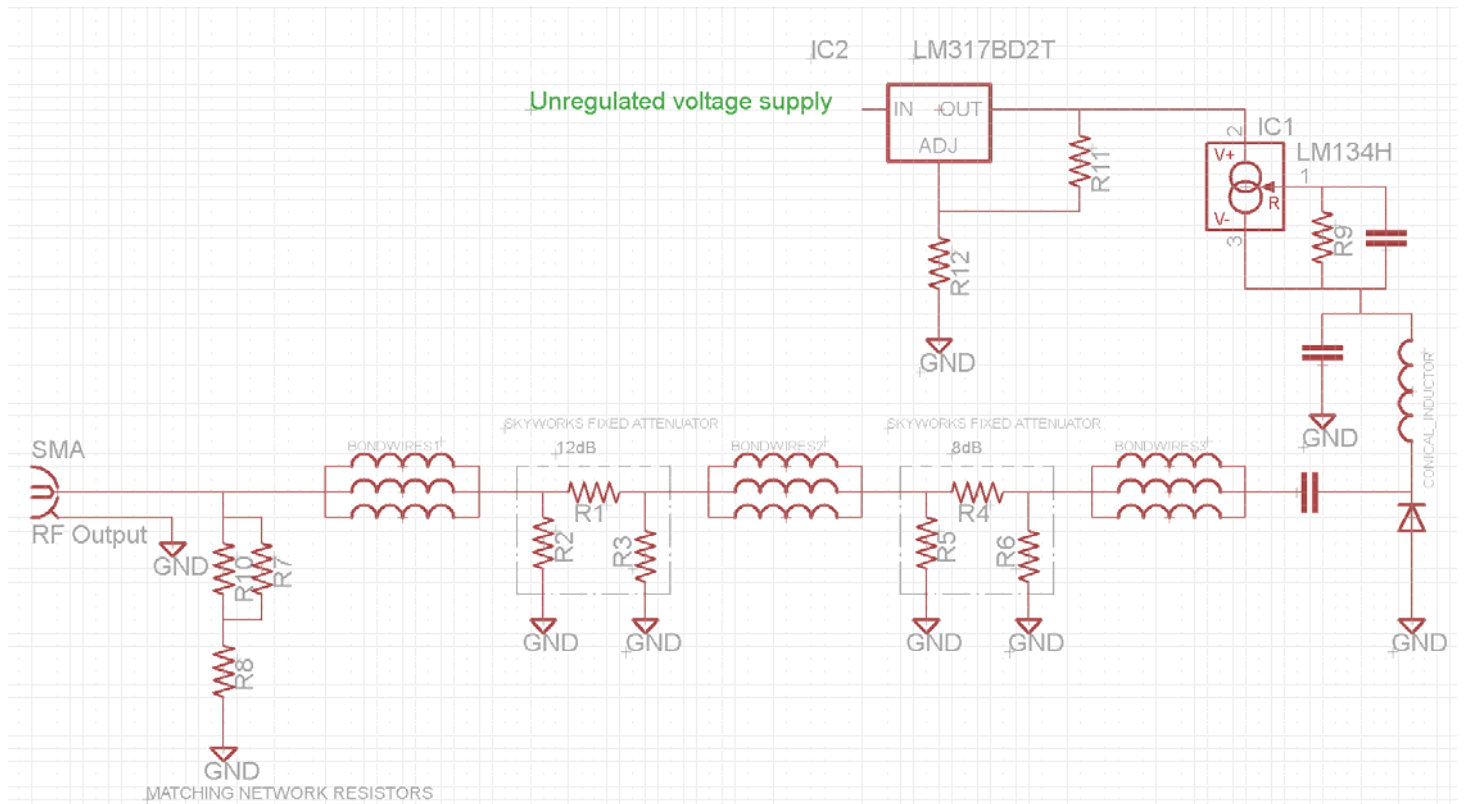 IC2
LM317BD2T
Unregulated voltage supply
IN
OUT
ADJ
R11
R12
GND
2
IC1
LM134H
V+
1
R
V-
3
R9
GND
CONICAL_INDUCTOR
SMA
RF Output
GND
R10
R7
R8
GND
MATCHING NETWORK RESISTORS
BONDWIRES1
SKYWORKS FIXED ATTENUATOR
12dB
R1
R2
R3
GND
GND
BONDWIRES2
SKYWORKS FIXED ATTENUATOR
8dB
R4
R5
R6
GND
GND
BONDWIRES3
GND